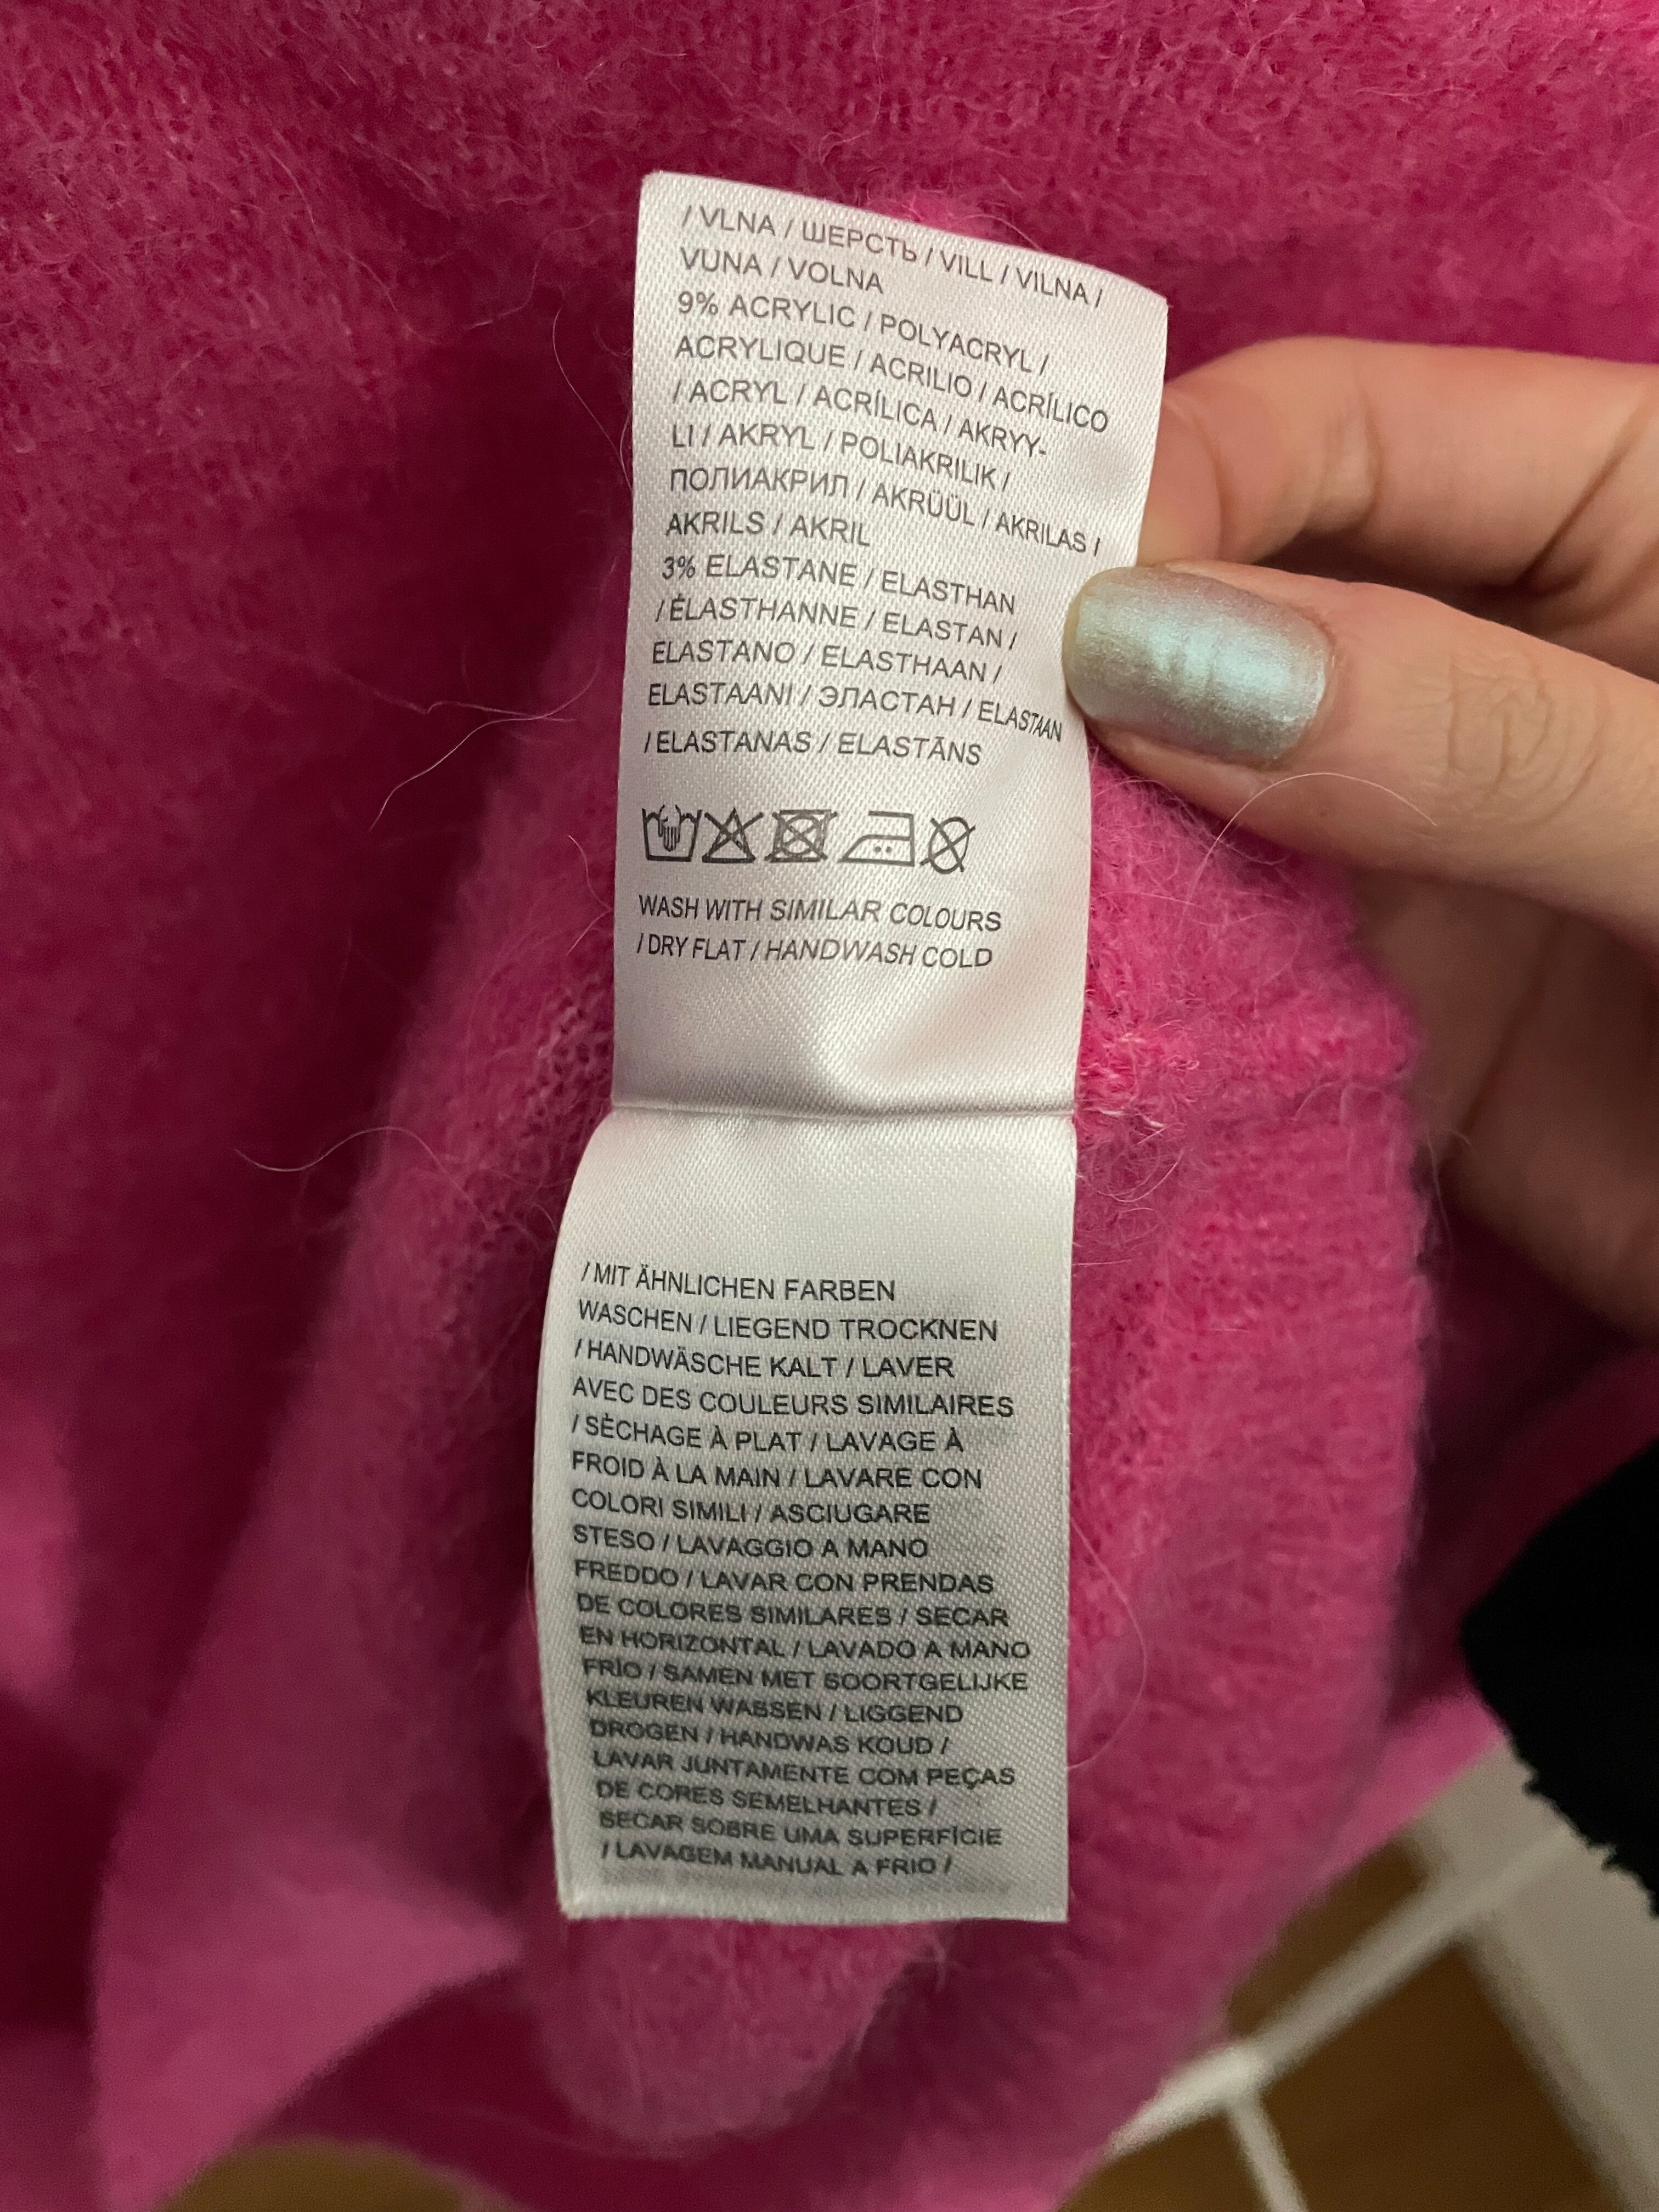 / VLNA / ШЕРСТЬ / VILL / VILNA /
VUNA / VOLNA
9% ACRYLIC / POLYACRYL /
ACRYLIQUE / ACRILIO / ACRÍLICO
/ ACRYL / ACRÍLICA / AKRYY-
LI / AKRYL / POLIAKRILIK /
ПОЛИАКРИЛ / AKRÜÜL / AKRILAS /
AKRILS / AKRIL
3% ELASTANE / ELASTHAN
/ ÉLASTHANNE / ELASTAN /
ELASTANO / ELASTHAAN /
ELASTAANI / ЭЛАСТАН / ELASTAAN
/ ELASTANAS / ELASTĀNS
WASH WITH SIMILAR COLOURS
/ DRY FLAT / HANDWASH COLD
/ MIT ÄHNLICHEN FARBEN
WASCHEN / LIEGEND TROCKNEN
/ HANDWÄSCHE KALT / LAVER
AVEC DES COULEURS SIMILAIRES
/ SÈCHAGE À PLAT / LAVAGE À
FROID À LA MAIN / LAVARE CON
COLORI SIMILI / ASCIUGARE
STESO / LAVAGGIO A MANO
FREDDO / LAVAR CON PRENDAS
DE COLORES SIMILARES / SECAR
EN HORIZONTAL / LAVADO A MANO
FRÍO / SAMEN MET SOORTGELIJKE
KLEUREN WASSEN / LIGGEND
DROGEN / HANDWAS KOUD /
LAVAR JUNTAMENTE COM PEÇAS
DE CORES SEMELHANTES /
SECAR SOBRE UMA SUPERFÍCIE
/ LAVAGEM MANUAL A FRIO /